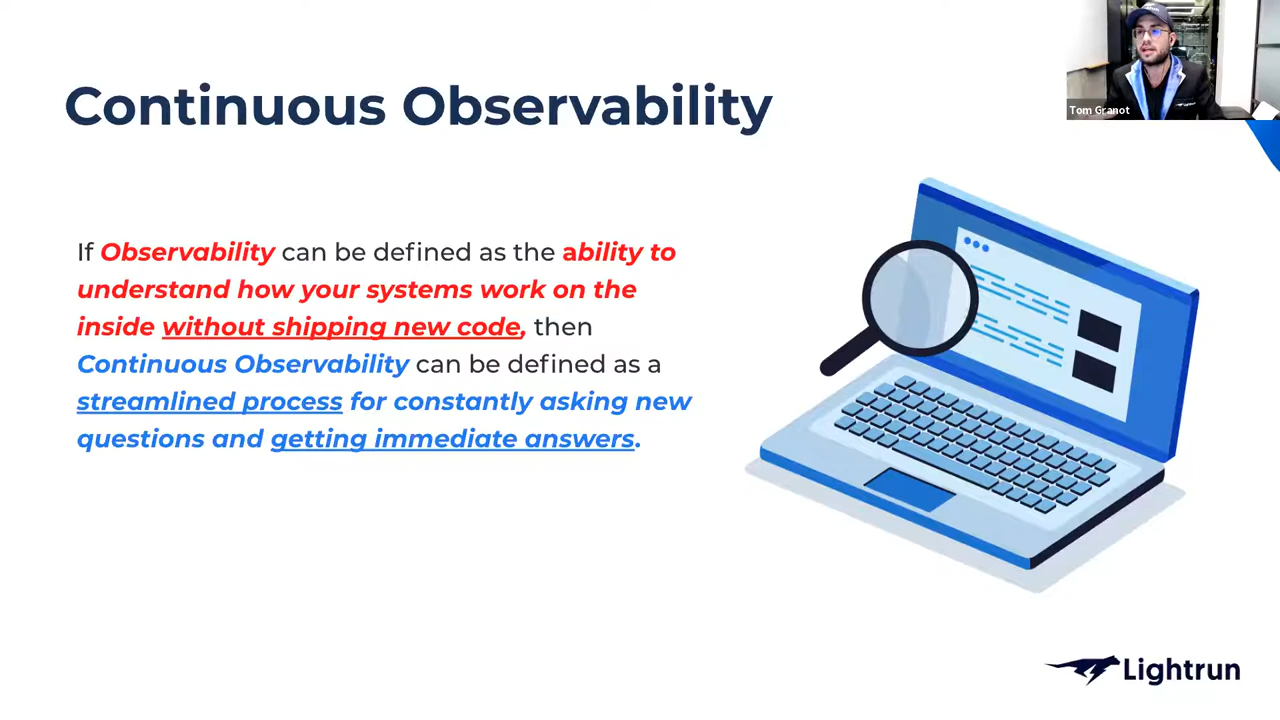 Continuous Observability
If Observability can be defined as the ability to
understand how your systems work on the
inside without shipping new code, then
Continuous Observability can be defined as a
streamlined process for constantly asking new
questions and getting immediate answers.
Tom Granot
Lightrun